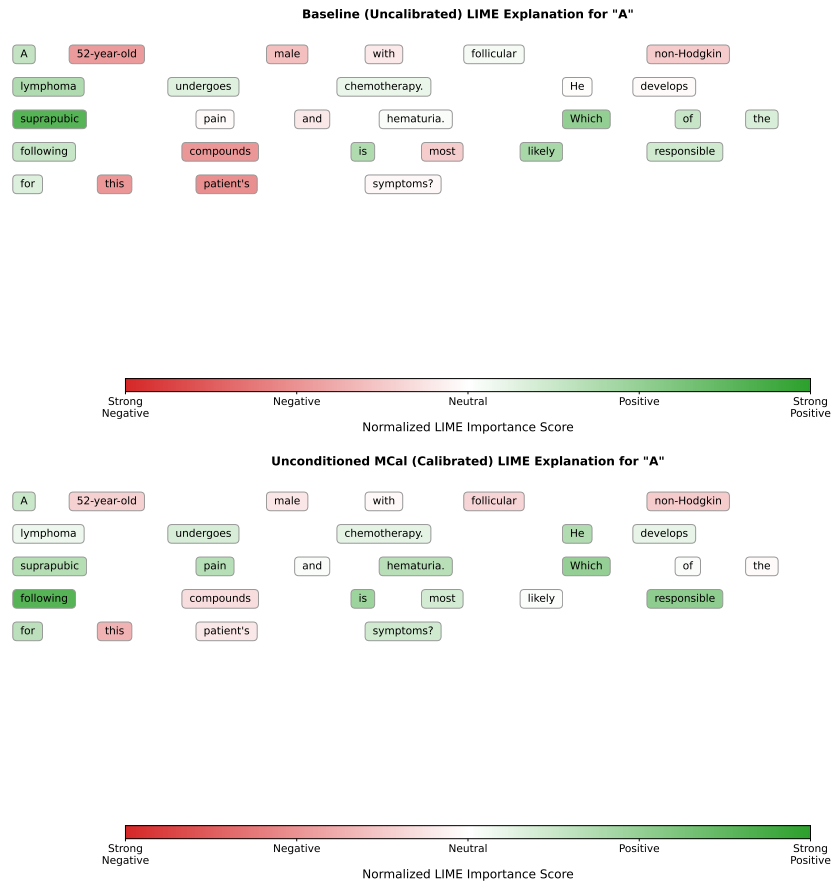 Baseline (Uncalibrated) LIME Explanation for "A"
A 52-year-old male with follicular non-Hodgkin
lymphoma undergoes chemotherapy. He develops
suprapubic pain and hematuria. Which of the
following compounds is most likely responsible
for this patient's symptoms?
Strong Negative Negative Neutral Positive Strong Positive
Normalized LIME Importance Score
Unconditioned MCal (Calibrated) LIME Explanation for "A"
A 52-year-old male with follicular non-Hodgkin
lymphoma undergoes chemotherapy. He develops
suprapubic pain and hematuria. Which of the
following compounds is most likely responsible
for this patient's symptoms?
Strong Negative Negative Neutral Positive Strong Positive
Normalized LIME Importance Score